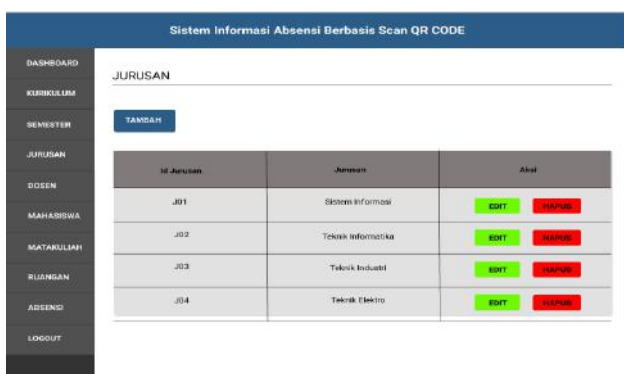 Sistem Informasi Absensi Berbasis Scan QR CODE
DASHBOARD
KURIKULUM
SEMESTER
JURUSAN
DOSEN
MAHASISWA
MATAKULIAH
RUANGAN
ABSENSI
LOGOUT
JURUSAN
TAMBAH
Id Jurusan Jurusan Aksi
J01 Sistem Informasi EDIT HAPUS
J02 Teknik Informatika EDIT HAPUS
J03 Teknik Industri EDIT HAPUS
J04 Teknik Elektro EDIT HAPUS